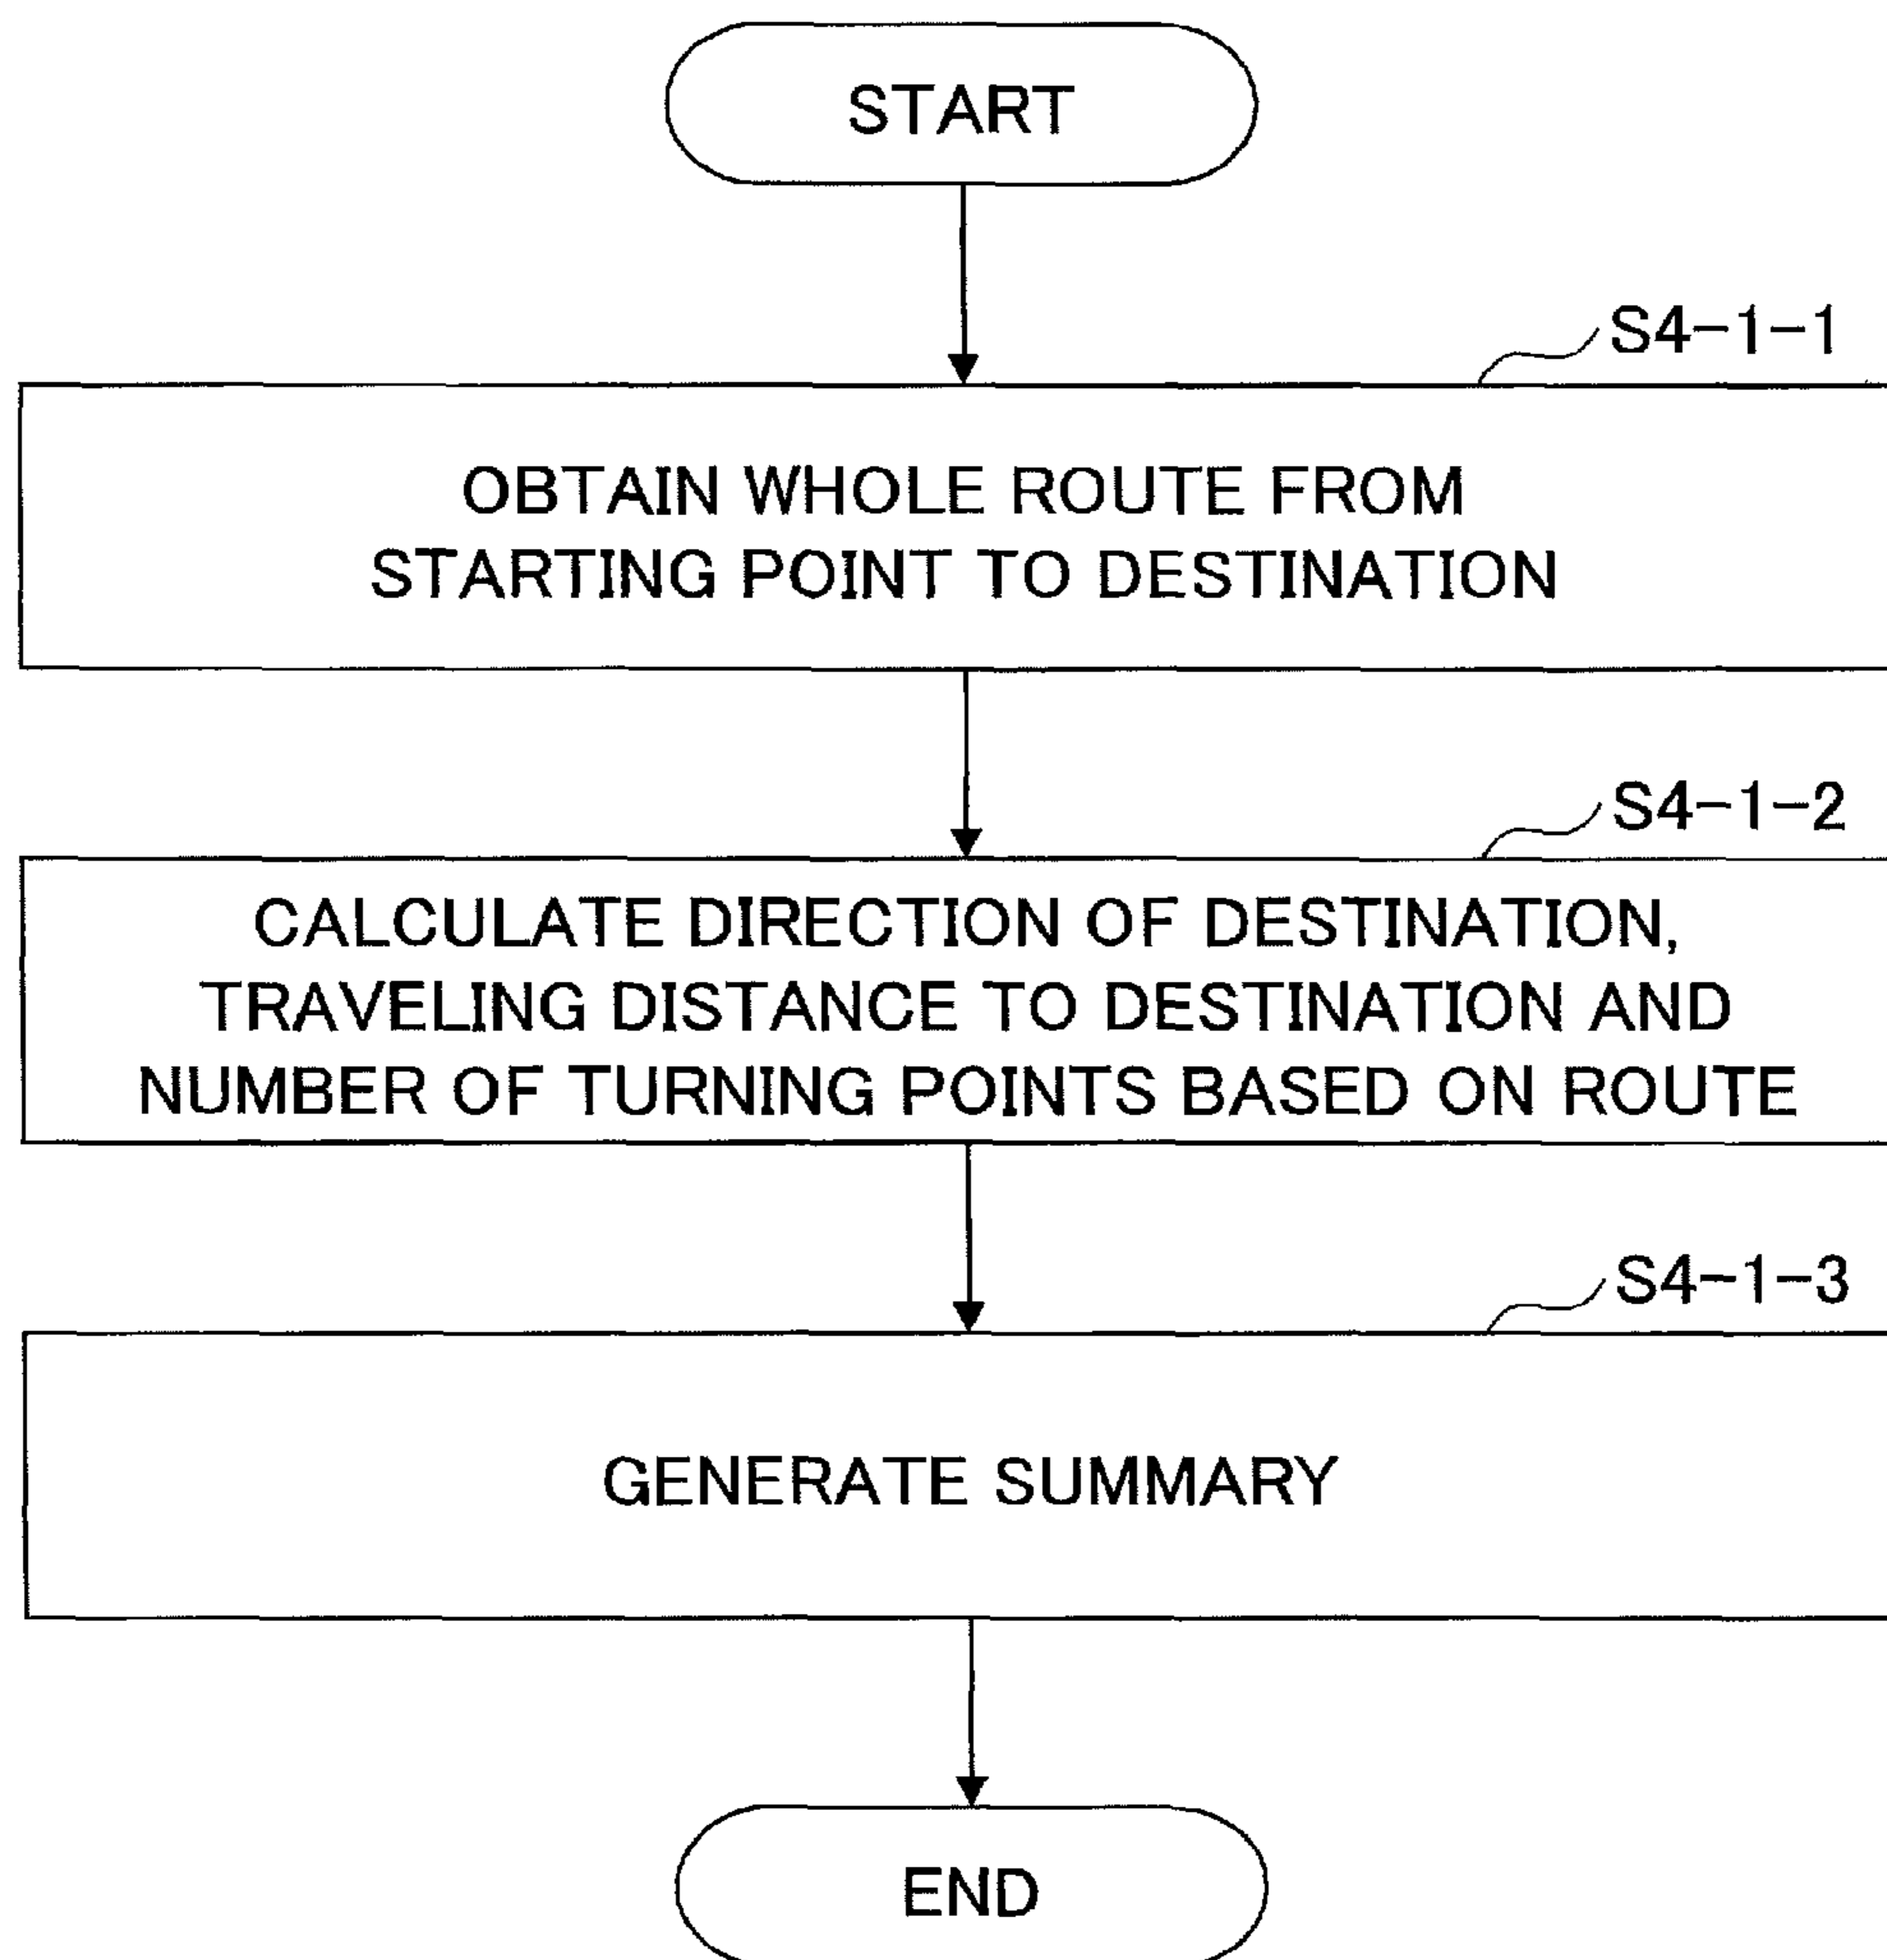 START
S4-1-1
OBTAIN WHOLE ROUTE FROM
STARTING POINT TO DESTINATION
S4-1-2
CALCULATE DIRECTION OF DESTINATION,
TRAVELING DISTANCE TO DESTINATION AND
NUMBER OF TURNING POINTS BASED ON ROUTE
S4-1-3
GENERATE SUMMARY
END